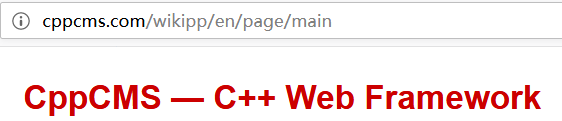 cppcms.com/wikipp/en/page/main
CppCMS — C++ Web Framework